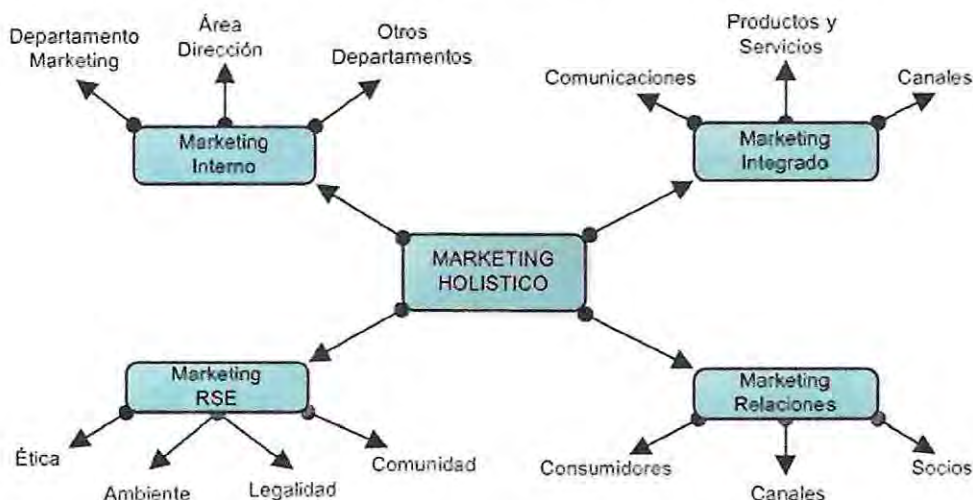 Departamento
Marketing
Área
Dirección
Otros
Departamentos
Marketing
Interno
Productos y
Servicios
Comunicaciones
Canales
Marketing
Integrado
MARKETING
HOLISTICO
Marketing
RSE
Ética
Ambiente
Legalidad
Comunidad
Marketing
Relaciones
Consumidores
Canales
Socios